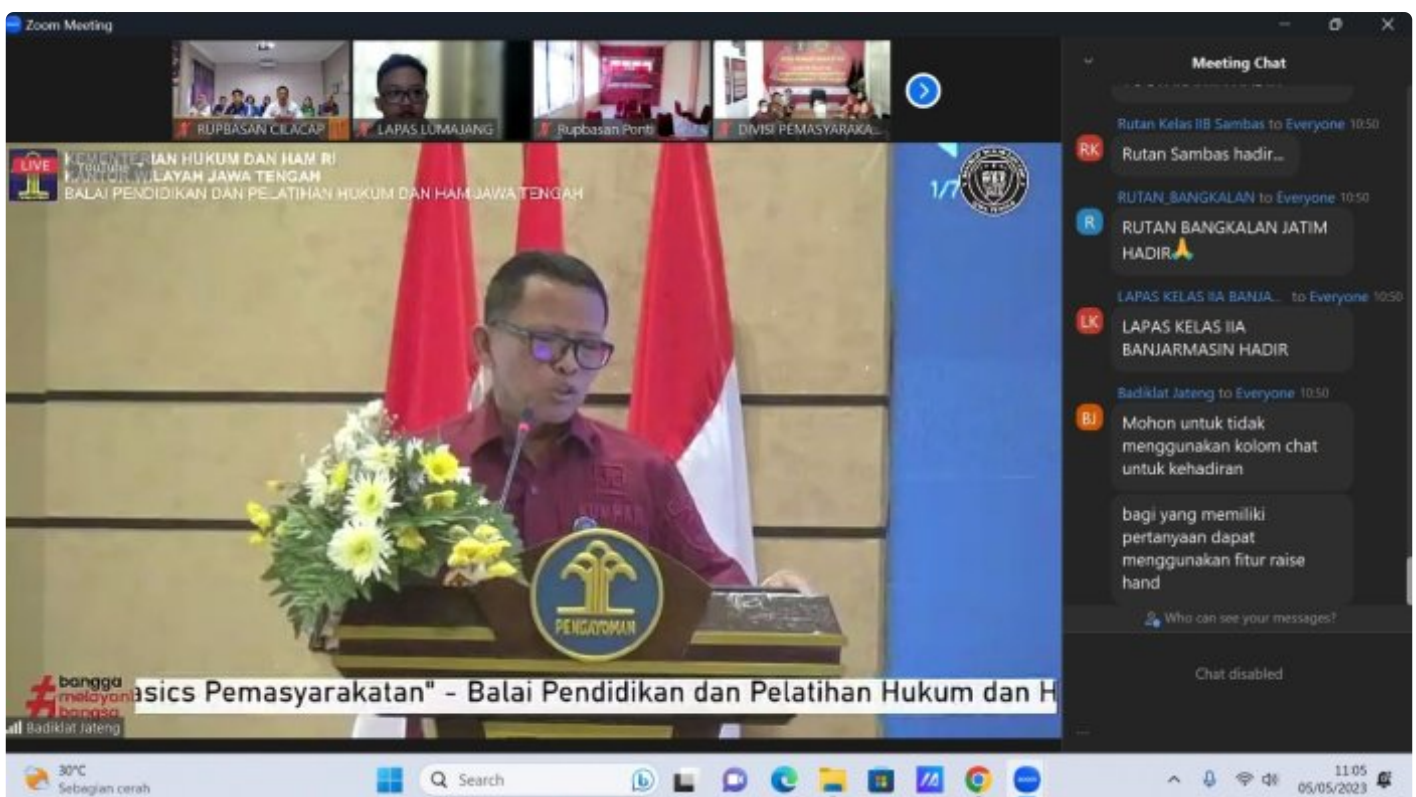 Zoom Meeting
RUPBASAN CILACAP
LAPAS LUMAJANG
Rupbasan Ponti
DIVISI PEMASYARAKA...
LIVE
YouTube
KEMENTERIAN HUKUM DAN HAM RI
LAYAH JAWA TENGAH
BALAI PENDIDIKAN DAN PELATIHAN HUKUM DAN HAM JAWA TENGAH
1/7
PENGAYOMAN
#bangga
melayani
bangsa
asics Pemasyarakatan" - Balai Pendidikan dan Pelatihan Hukum dan H
Badiklat Jateng
Meeting Chat
Rutan Kelas IIB Sambas to Everyone 10:50
RK
Rutan Sambas hadir...
RUTAN_BANGKALAN to Everyone 10:50
R
RUTAN BANGKALAN JATIM
HADIR🙏
LAPAS KELAS IIA BANJA... to Everyone 10:50
LK
LAPAS KELAS IIA
BANJARMASIN HADIR
Badiklat Jateng to Everyone 10:50
BJ
Mohon untuk tidak
menggunakan kolom chat
untuk kehadiran
bagi yang memiliki
pertanyaan dapat
menggunakan fitur raise
hand
Who can see your messages?
Chat disabled
30°C
Sebagian cerah
Search
zoom
11:05
05/05/2023